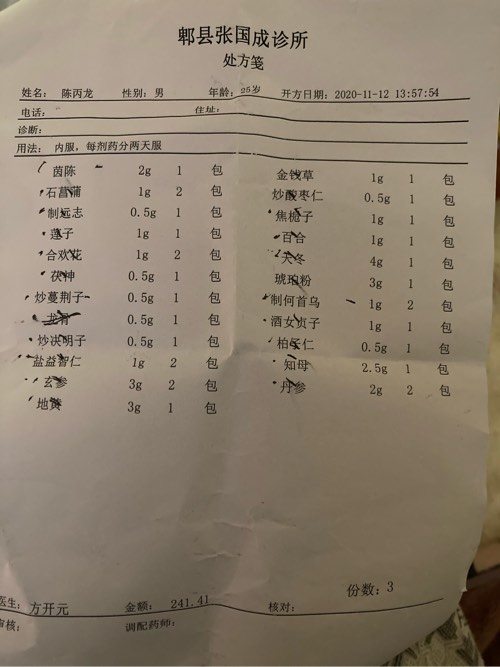 郫县张国成诊所
处方笺
姓名： 陈丙龙 性别：男 年龄：25岁 开方日期：2020-11-12 13:57:54
电话： 住址：
诊断：
用法： 内服，每剂药分两天服
茵陈 2g 1 包 金钱草 1g 1 包
石菖蒲 1g 2 包 炒酸枣仁 0.5g 1 包
制远志 0.5g 1 包 焦栀子 1g 1 包
莲子 1g 1 包 百合 1g 1 包
合欢花 1g 2 包 天冬 4g 1 包
茯神 0.5g 1 包 琥珀粉 3g 1 包
炒蔓荆子 0.5g 1 包 制何首乌 1g 2 包
龙骨 0.5g 1 包 酒女贞子 1g 1 包
炒决明子 0.5g 1 包 柏子仁 0.5g 1 包
盐益智仁 1g 2 包 知母 2.5g 1 包
玄参 3g 2 包 丹参 2g 2 包
地黄 3g 1 包
份数：3
医生： 方开元 金额： 241.41 核对：
审核： 调配药师：